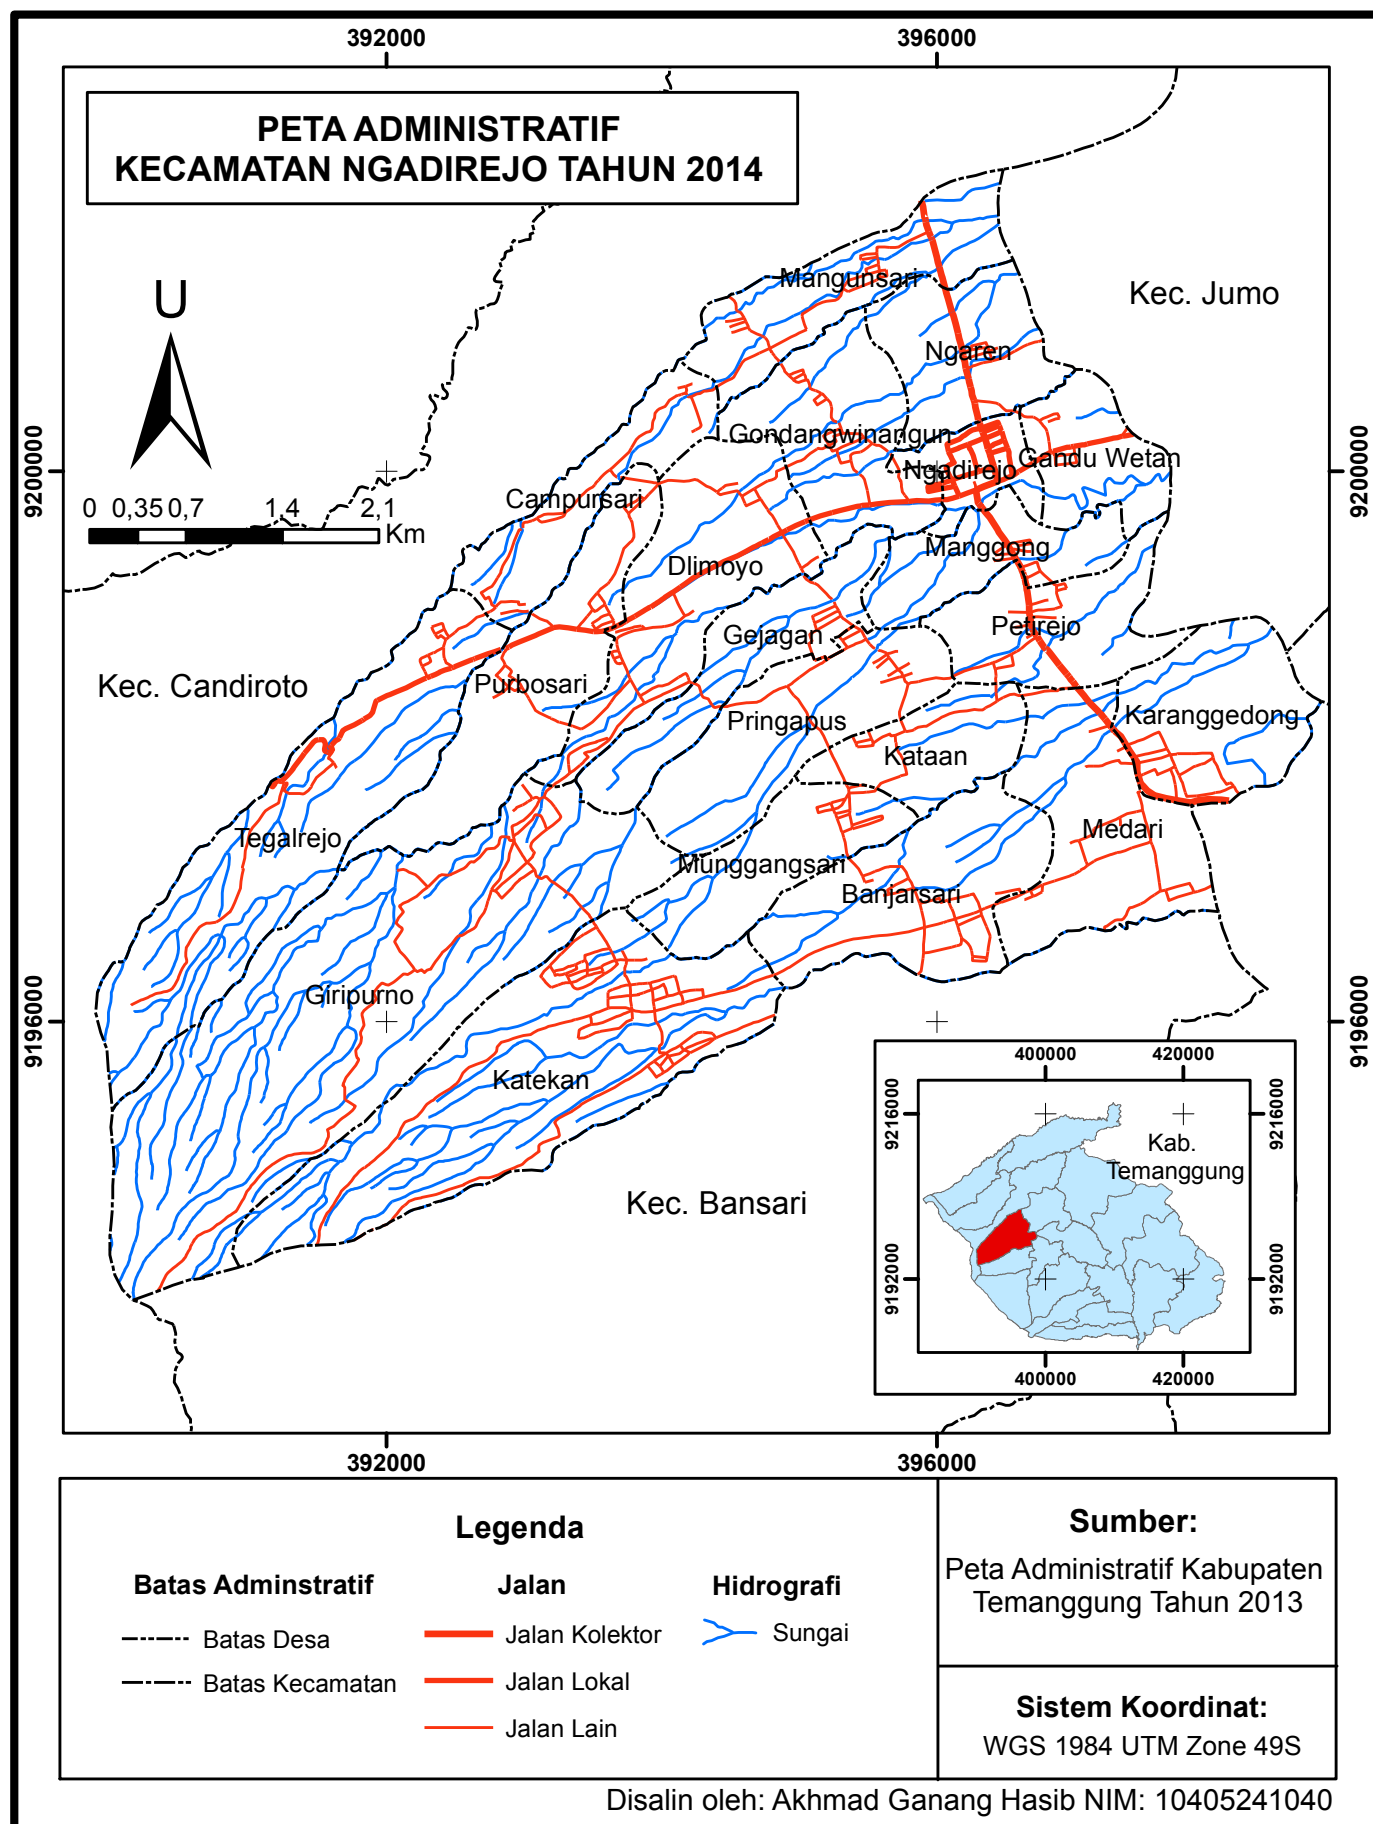 392000
396000
PETA ADMINISTRATIF
KECAMATAN NGADIREJO TAHUN 2014
U
Mangunsari
Kec. Jumo
Ngaren
Gondangwinangun
Ngadirejo
Gandu Wetan
9200000
9200000
Campursari
0 0,35 0,7 1,4 2,1
Km
Manggong
Dlimoyo
Gejagan
Petirejo
Kec. Candiroto
Purbosari
Pringapus
Karanggedong
Kataan
Tegalrejo
Medari
Munggangsari
Banjarsari
Giripurno
9196000
9196000
Katekan
Kec. Bansari
400000
420000
9216000
9216000
Kab.
Temanggung
9192000
9192000
400000
420000
392000
396000
Legenda
Batas Adminstratif
Batas Desa
Batas Kecamatan
Jalan
Jalan Kolektor
Jalan Lokal
Jalan Lain
Hidrografi
Sungai
Sumber:
Peta Administratif Kabupaten
Temanggung Tahun 2013
Sistem Koordinat:
WGS 1984 UTM Zone 49S
Disalin oleh: Akhmad Ganang Hasib NIM: 10405241040